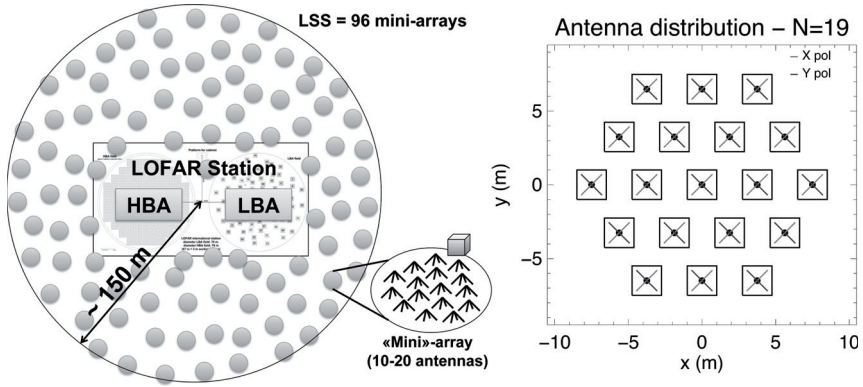 LSS = 96 mini-arrays
LOFAR Station
HBA
LBA
~ 150 m
«Mini»-array
(10-20 antennas)
Antenna distribution – N=19
X pol
Y pol
5
0
−5
y (m)
−10
−5
0
5
10
x (m)